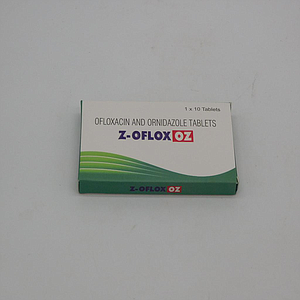 1 x 10 Tablets
OFLOXACIN AND ORNIDAZOLE TABLETS
Z-OFLOX OZ
Z-OFLOX OZ